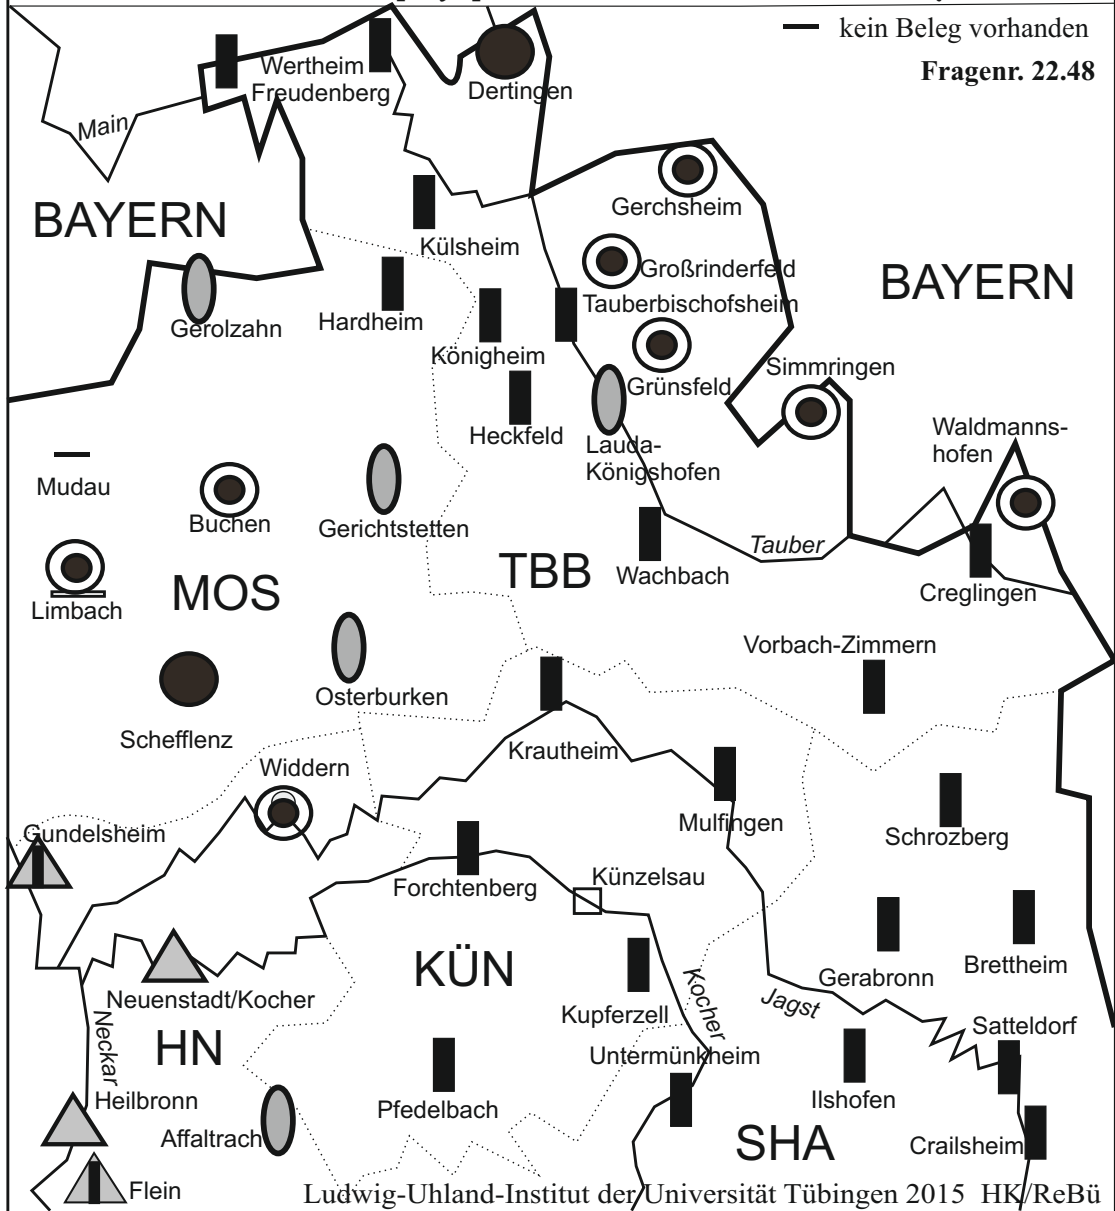 kein Beleg vorhanden
Fragenr. 22.48
Wertheim
Freudenberg
Dertingen
Main
BAYERN
Gerchsheim
Külsheim
Großrinderfeld
BAYERN
Tauberbischofsheim
Gerolzahn
Hardheim
Königheim
Simmringen
Grünsfeld
Heckfeld
Waldmanns-
hofen
Lauda-
Königshofen
Mudau
Buchen
Gerichtstetten
Tauber
TBB
Wachbach
MOS
Limbach
Creglingen
Vorbach-Zimmern
Osterburken
Schefflenz
Krautheim
Widdern
Mulfingen
Gundelsheim
Schrozberg
Künzelsau
Forchtenberg
KÜN
Brettheim
Gerabronn
Neuenstadt/Kocher
Kocher
Jagst
Kupferzell
Neckar
HN
Satteldorf
Untermünkheim
Heilbronn
Ilshofen
Pfedelbach
Affaltrach
SHA
Crailsheim
Flein
Ludwig-Uhland-Institut der Universität Tübingen 2015 HK/ReBü